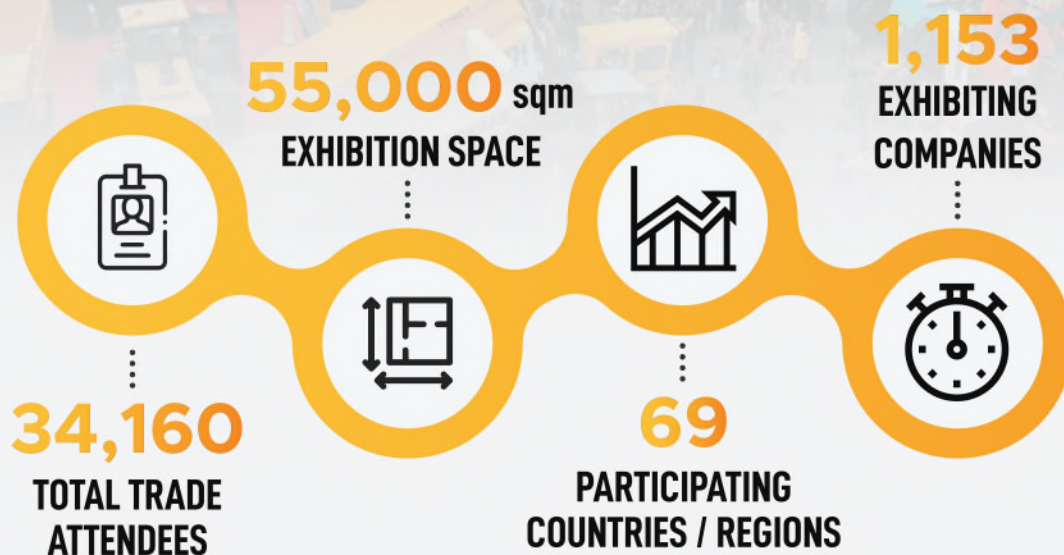 34,160
TOTAL TRADE
ATTENDEES
55,000 sqm
EXHIBITION SPACE
69
PARTICIPATING
COUNTRIES / REGIONS
1,153
EXHIBITING
COMPANIES